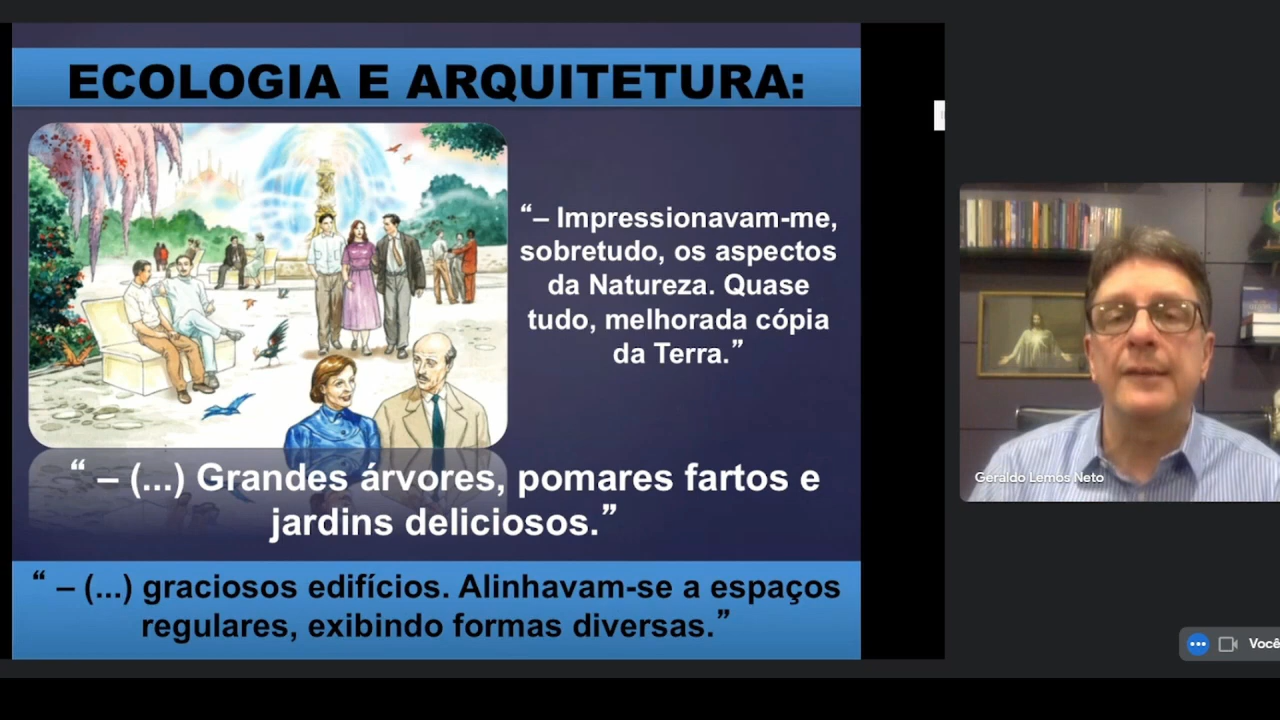 ECOLOGIA E ARQUITETURA:
“– Impressionavam-me,
sobretudo, os aspectos
da Natureza. Quase
tudo, melhorada cópia
da Terra.”
“ – (...) Grandes árvores, pomares fartos e
jardins deliciosos.”
“ – (...) graciosos edifícios. Alinhavam-se a espaços
regulares, exibindo formas diversas.”
Geraldo Lemos Neto
Você